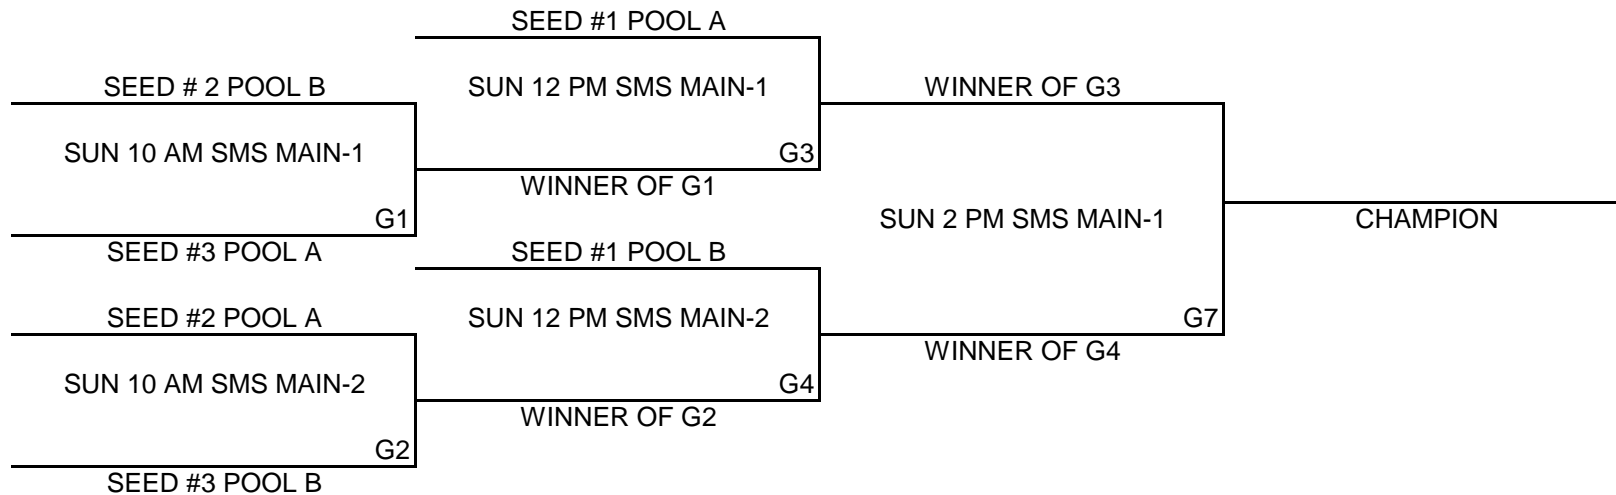 SEED #1 POOL A
SEED # 2 POOL B
SUN 12 PM SMS MAIN-1
WINNER OF G3
SUN 10 AM SMS MAIN-1
G3
WINNER OF G1
G1
SUN 2 PM SMS MAIN-1
CHAMPION
SEED #3 POOL A
SEED #1 POOL B
SEED #2 POOL A
SUN 12 PM SMS MAIN-2
G7
WINNER OF G4
SUN 10 AM SMS MAIN-2
G4
WINNER OF G2
G2
SEED #3 POOL B